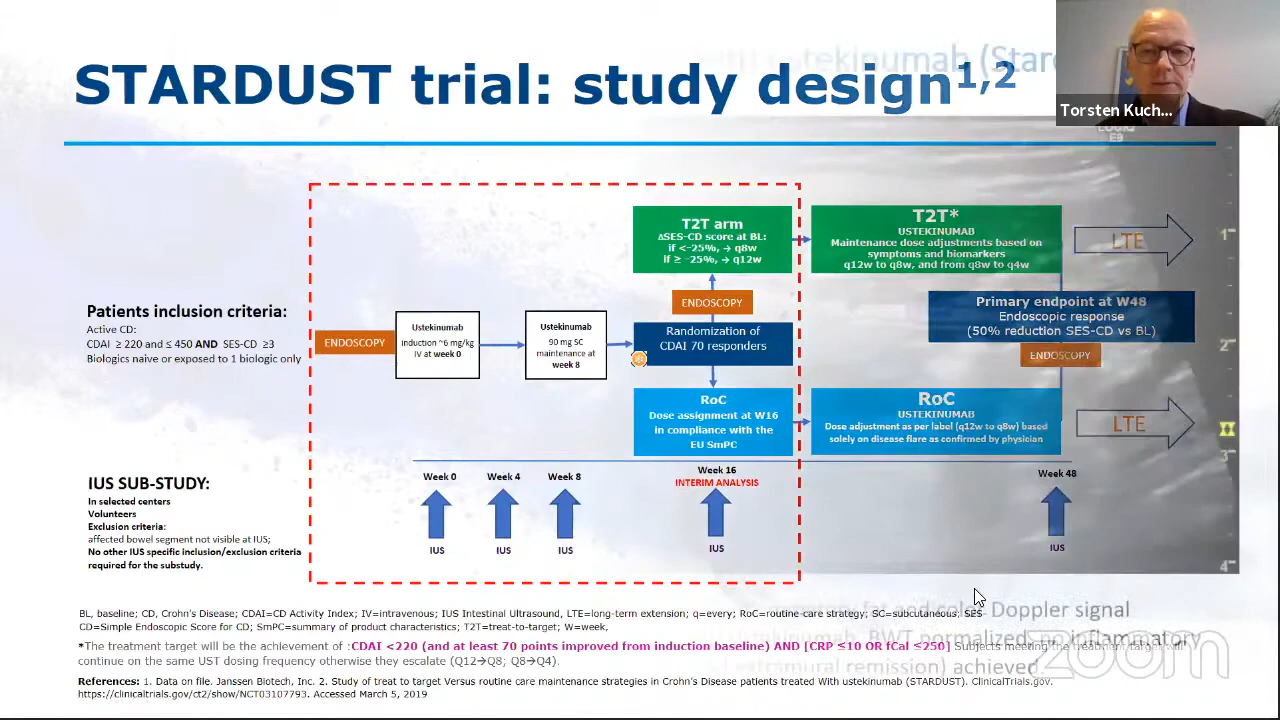 STARDUST trial: study design1,2
Torsten Kuch...
T2T arm
ΔSES-CD score at BL:
if <-25%, → q8w
if ≥ -25%, → q12w
T2T*
USTEKINUMAB
Maintenance dose adjustments based on
symptoms and biomarkers
q12w to q8w, and from q8w to q4w
LTE
ENDOSCOPY
Primary endpoint at W48
Endoscopic response
(50% reduction SES-CD vs BL)
ENDOSCOPY
Patients inclusion criteria:
Active CD:
CDAI ≥ 220 and ≤ 450 AND SES-CD ≥3
Biologics naive or exposed to 1 biologic only
ENDOSCOPY
Ustekinumab
induction ~6 mg/kg
IV at week 0
Ustekinumab
90 mg SC
maintenance at
week 8
Randomization of
CDAI 70 responders
RoC
Dose assignment at W16
in compliance with the
EU SmPC
RoC
USTEKINUMAB
Dose adjustment as per label (q12w to q8w) based
solely on disease flare as confirmed by physician
LTE
1
2
3
4
IUS SUB-STUDY:
In selected centers
Volunteers
Exclusion criteria:
affected bowel segment not visible at IUS;
No other IUS specific inclusion/exclusion criteria
required for the substudy.
Week 0
Week 4
Week 8
Week 16
INTERIM ANALYSIS
Week 48
IUS
IUS
IUS
IUS
IUS
BL, baseline; CD, Crohn's Disease; CDAI=CD Activity Index; IV=intravenous; IUS Intestinal Ultrasound, LTE=long-term extension; q=every; RoC=routine-care strategy; SC=subcutaneous; SES-
CD=Simple Endoscopic Score for CD; SmPC=summary of product characteristics; T2T=treat-to-target; W=week,
*The treatment target will be the achievement of :CDAI <220 (and at least 70 points improved from induction baseline) AND [CRP ≤10 OR fCal ≤250] Subjects meeting the treatment target will
continue on the same UST dosing frequency otherwise they escalate (Q12→Q8; Q8→Q4).
References: 1. Data on file. Janssen Biotech, Inc. 2. Study of treat to target Versus routine care maintenance strategies in Crohn's Disease patients treated With ustekinumab (STARDUST). ClinicalTrials.gov.
https://clinicaltrials.gov/ct2/show/NCT03107793. Accessed March 5, 2019
Doppler signal
BWT normalized, no inflammatory
remission) achieved.
zoom